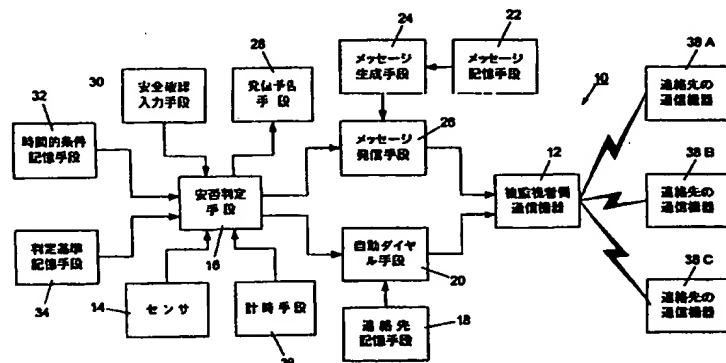 24
22
メッセージ
生成手段
メッセージ
記憶手段
28
発信予告
手段
30
安全確認
入力手段
32
時間的条件
記憶手段
10
38 A
連絡先の
通信機器
26
メッセージ
発信手段
12
被監視者側
通信機器
38 B
連絡先の
通信機器
安否判定
手段
16
自動ダイヤ
ル手段
20
判定基準
記憶手段
34
14
センサ
計時手段
連絡先
記憶手段
18
38 C
連絡先の
通信機器